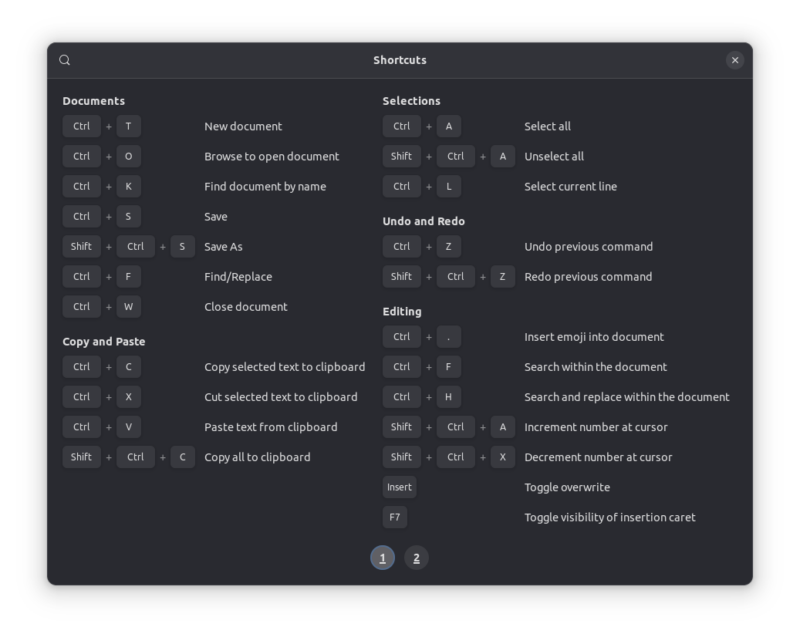 Shortcuts
Documents
Ctrl + T New document
Ctrl + O Browse to open document
Ctrl + K Find document by name
Ctrl + S Save
Shift + Ctrl + S Save As
Ctrl + F Find/Replace
Ctrl + W Close document
Copy and Paste
Ctrl + C Copy selected text to clipboard
Ctrl + X Cut selected text to clipboard
Ctrl + V Paste text from clipboard
Shift + Ctrl + C Copy all to clipboard
Selections
Ctrl + A Select all
Shift + Ctrl + A Unselect all
Ctrl + L Select current line
Undo and Redo
Ctrl + Z Undo previous command
Shift + Ctrl + Z Redo previous command
Editing
Ctrl + . Insert emoji into document
Ctrl + F Search within the document
Ctrl + H Search and replace within the document
Shift + Ctrl + A Increment number at cursor
Shift + Ctrl + X Decrement number at cursor
Insert Toggle overwrite
F7 Toggle visibility of insertion caret
1 2